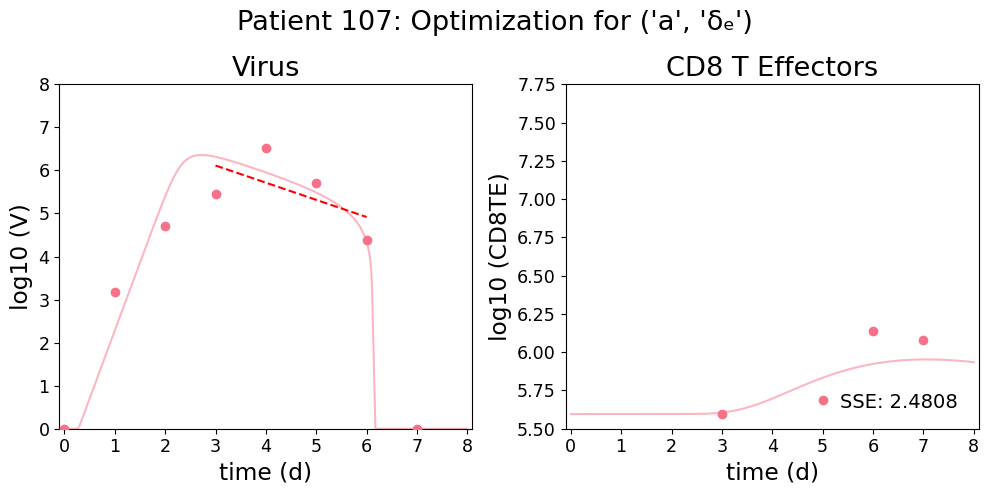 Patient 107: Optimization for ('a', 'δₑ')
Virus
CD8 T Effectors
log10 (V)
8
7
6
5
4
3
2
1
0
0 1 2 3 4 5 6 7 8
time (d)
log10 (CD8TE)
7.75
7.50
7.25
7.00
6.75
6.50
6.25
6.00
5.75
5.50
SSE: 2.4808
0 1 2 3 4 5 6 7 8
time (d)